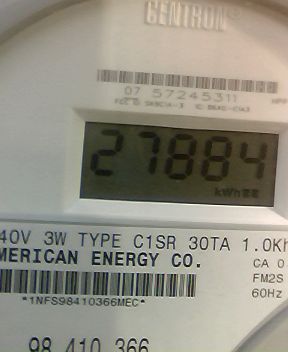 CENTRON®
07 57245311
27884
kWh
40V 3W TYPE C1SR 30TA 1.0Kh
MERICAN ENERGY CO.
CA 0
FM2S
*1NFS98410366MEC*
60Hz
98 410 366